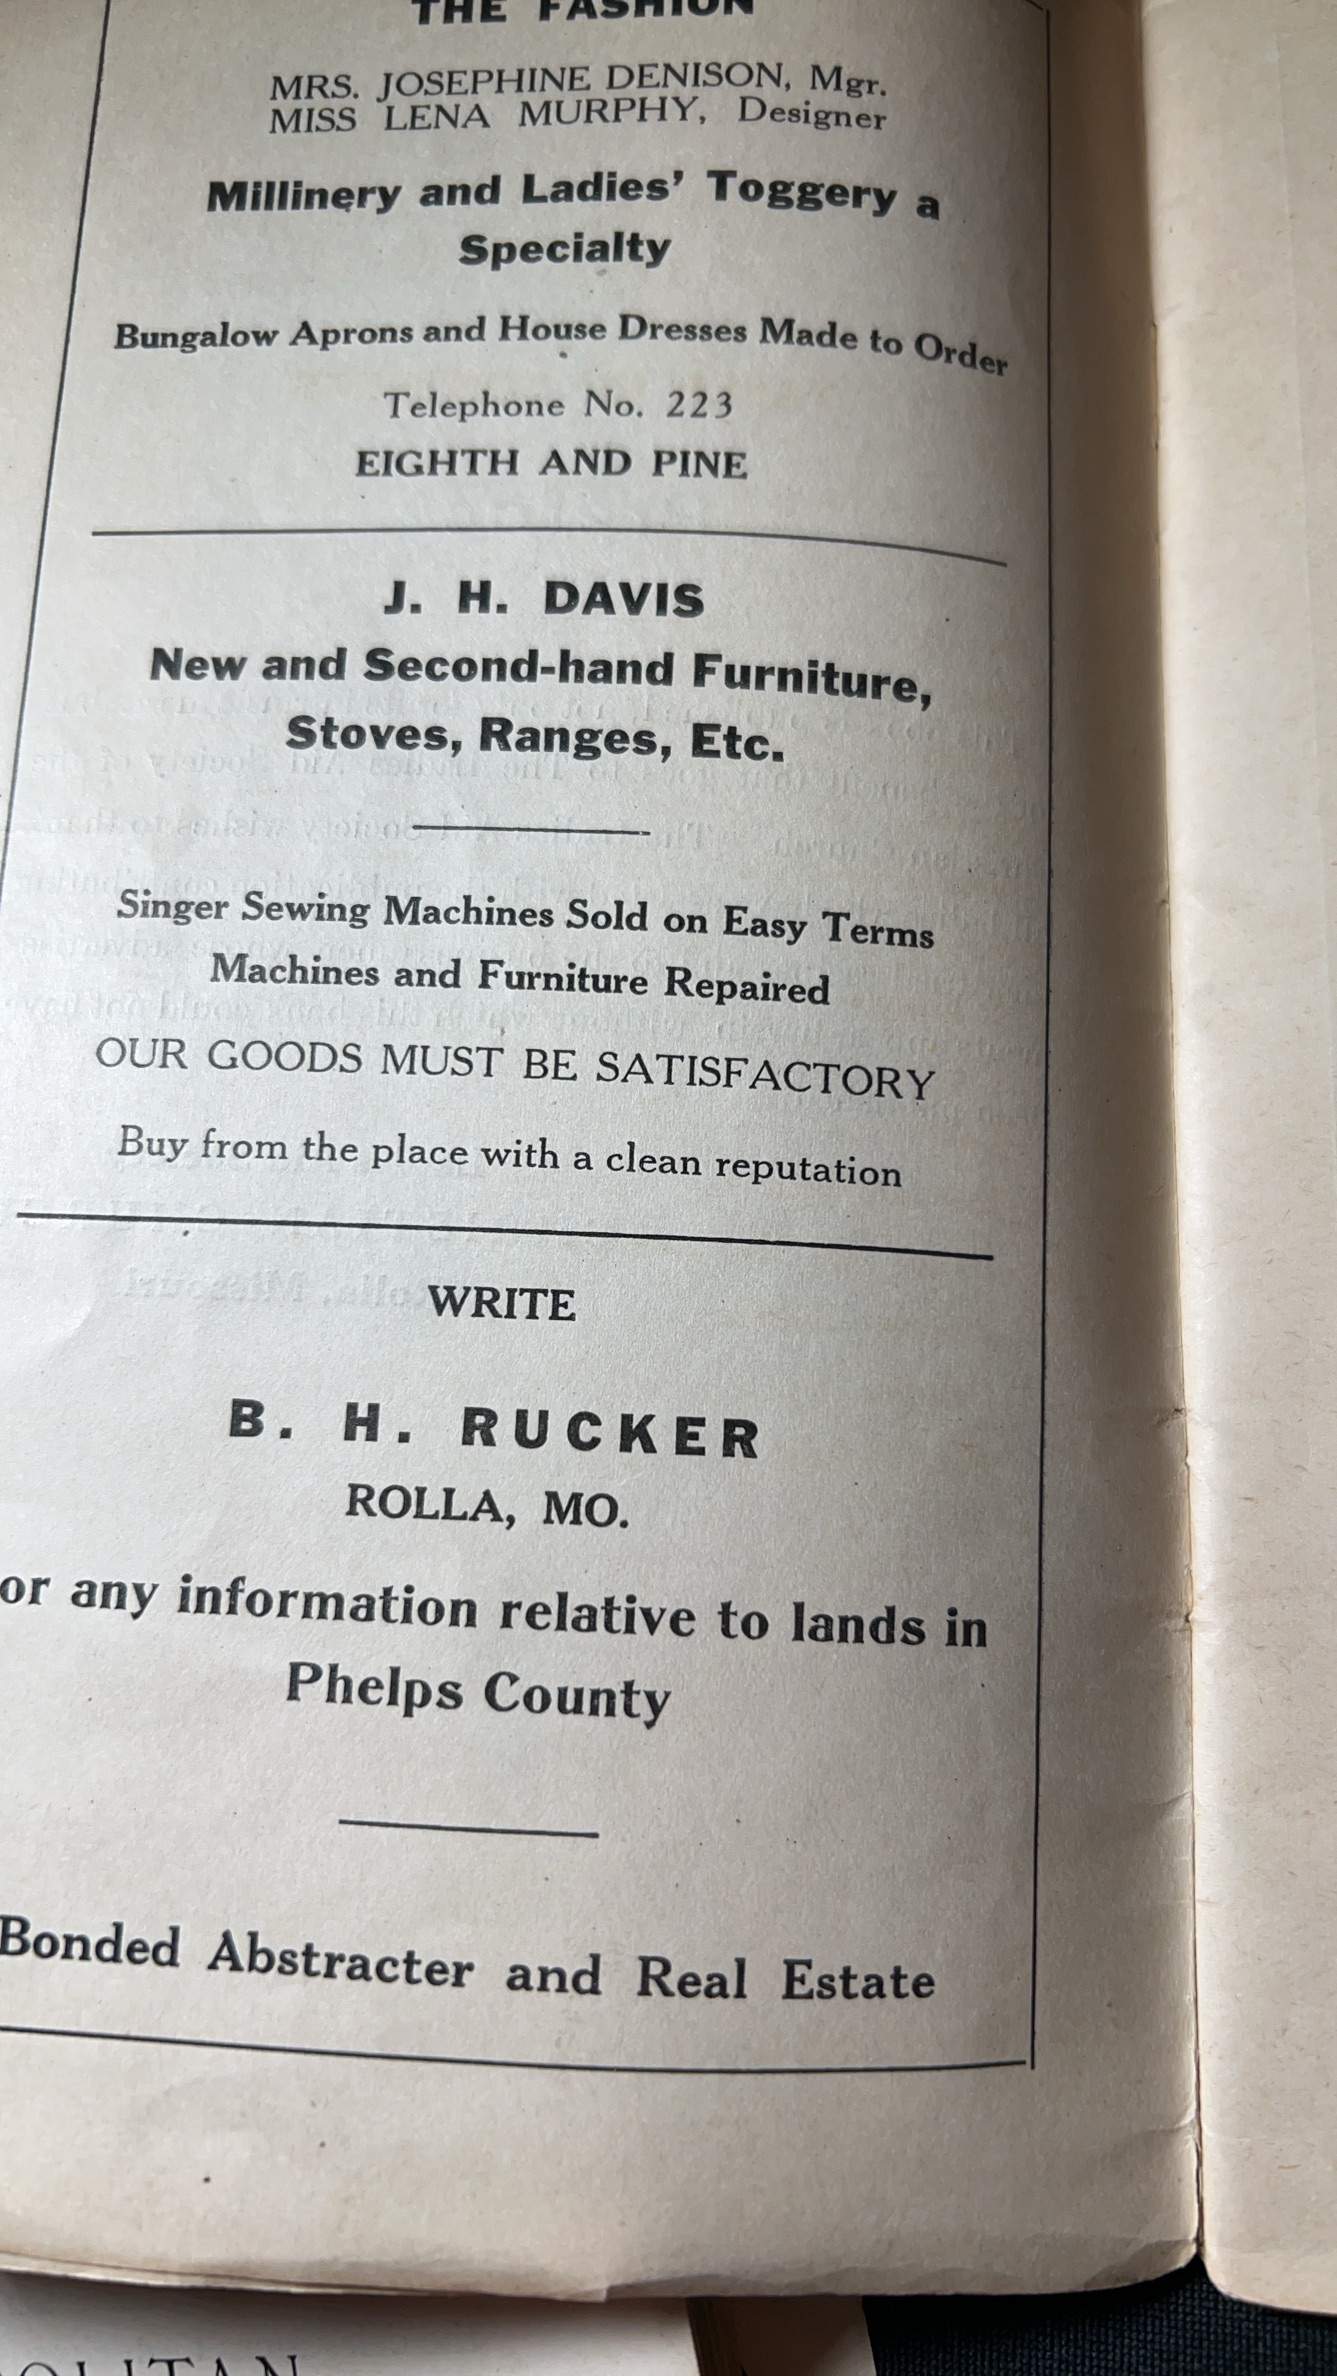 THE FASHION
MRS. JOSEPHINE DENISON, Mgr.
MISS LENA MURPHY, Designer
Millinery and Ladies' Toggery a
Specialty
Bungalow Aprons and House Dresses Made to Order
Telephone No. 223
EIGHTH AND PINE
J. H. DAVIS
New and Second-hand Furniture,
Stoves, Ranges, Etc.
Singer Sewing Machines Sold on Easy Terms
Machines and Furniture Repaired
OUR GOODS MUST BE SATISFACTORY
Buy from the place with a clean reputation
WRITE
B. H. RUCKER
ROLLA, MO.
or any information relative to lands in
Phelps County
Bonded Abstracter and Real Estate
OLITAN